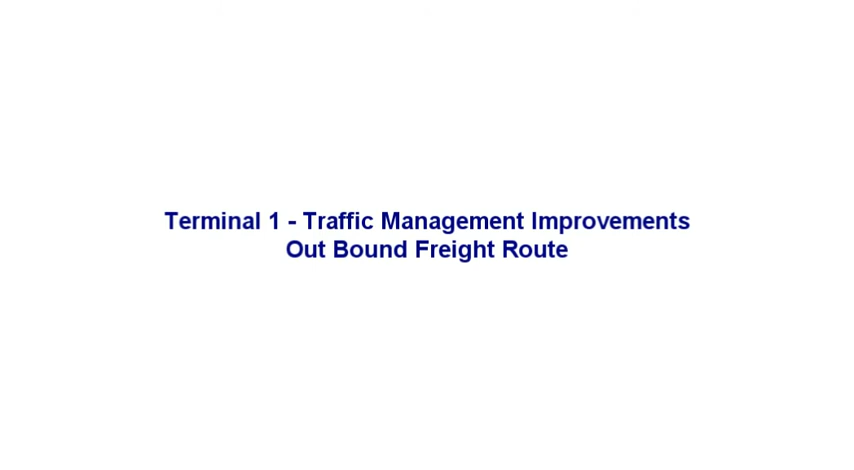 Terminal 1 - Traffic Management Improvements
Out Bound Freight Route